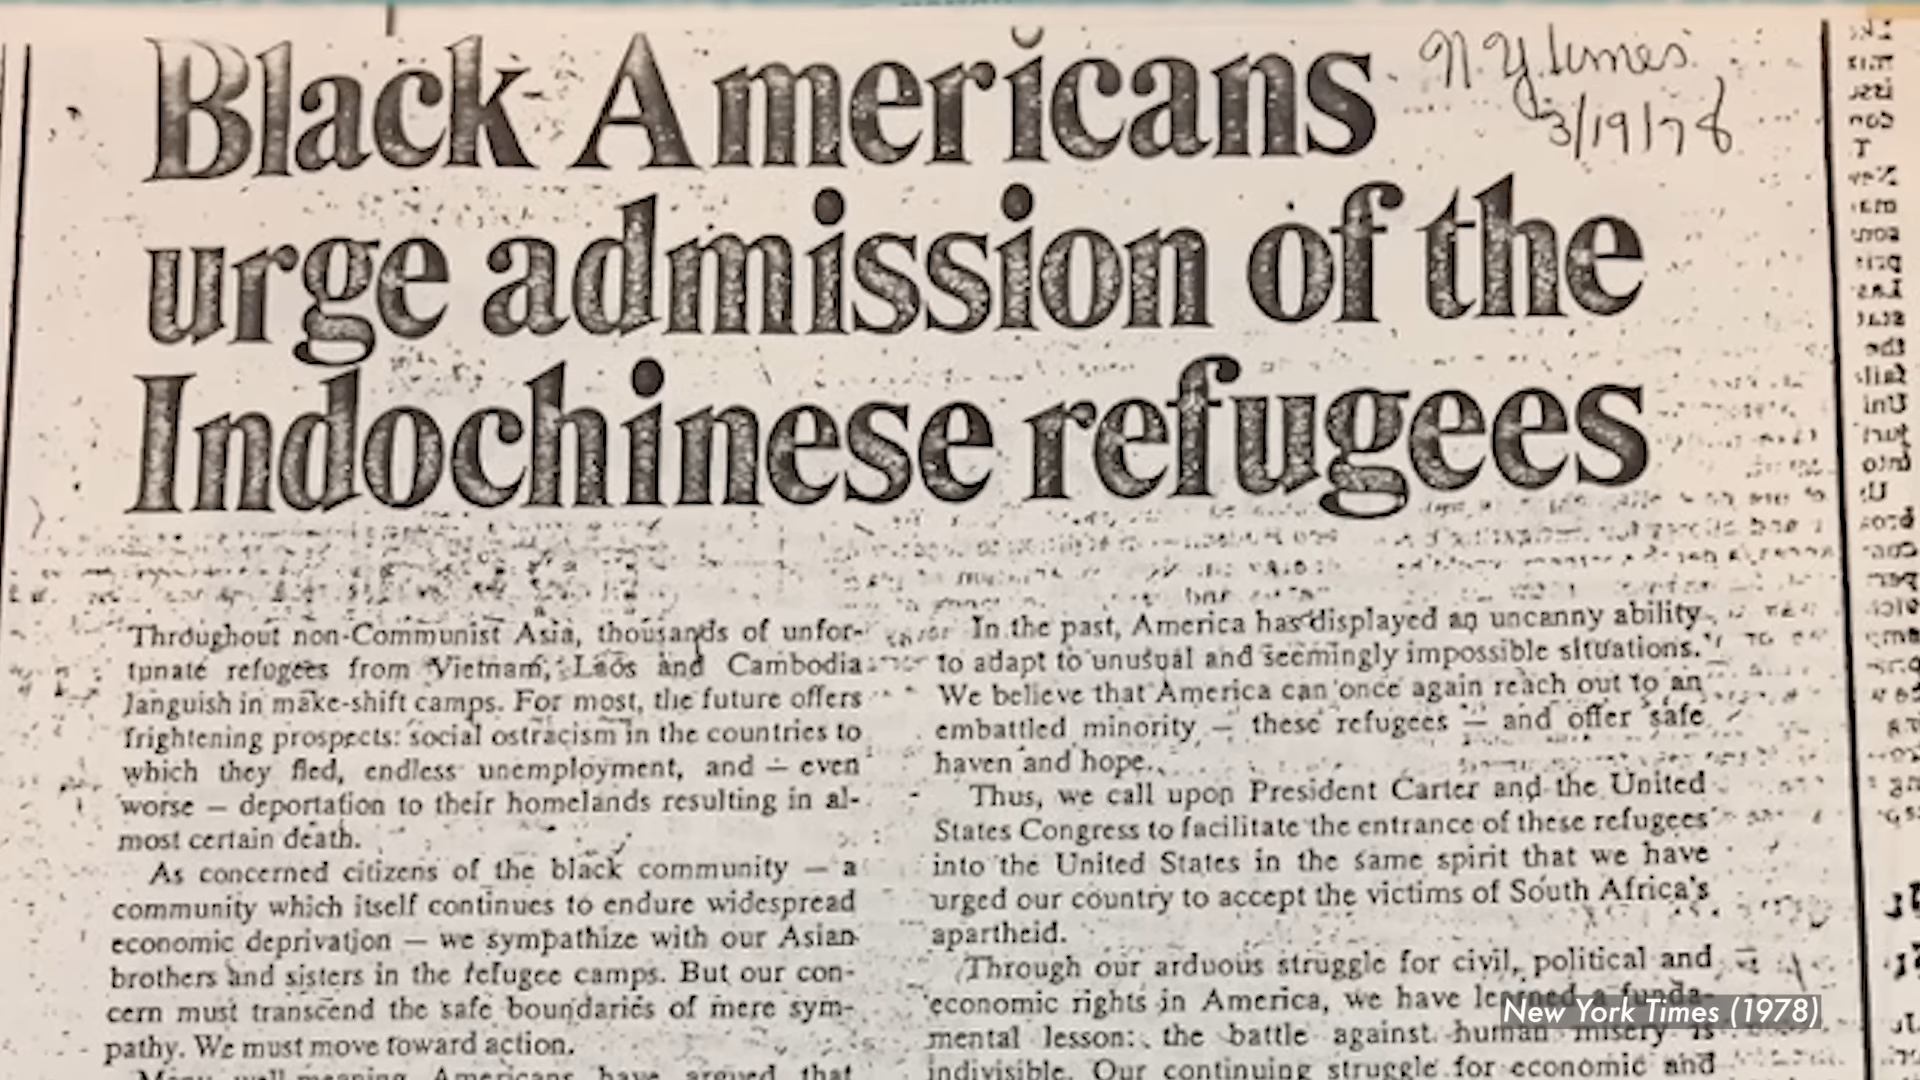 Black Americans
urge admission of the
Indochinese refugees
N.Y. Times
3/19/78
Throughout non-Communist Asia, thousands of unfor-
tunate refugees from Vietnam, Laos and Cambodia
languish in make-shift camps. For most, the future offers
frightening prospects: social ostracism in the countries to
which they fled, endless unemployment, and — even
worse — deportation to their homelands resulting in al-
most certain death.
As concerned citizens of the black community — a
community which itself continues to endure widespread
economic deprivation — we sympathize with our Asian
brothers and sisters in the refugee camps. But our con-
cern must transcend the safe boundaries of mere sym-
pathy. We must move toward action.
Many well-meaning Americans have argued that
In the past, America has displayed an uncanny ability
to adapt to unusual and seemingly impossible situations.
We believe that America can once again reach out to an
embattled minority — these refugees — and offer safe
haven and hope.
Thus, we call upon President Carter and the United
States Congress to facilitate the entrance of these refugees
into the United States in the same spirit that we have
urged our country to accept the victims of South Africa's
apartheid.
Through our arduous struggle for civil, political and
economic rights in America, we have learned a funda-
mental lesson: the battle against human misery is
indivisible. Our continuing struggle for economic and
New York Times (1978)